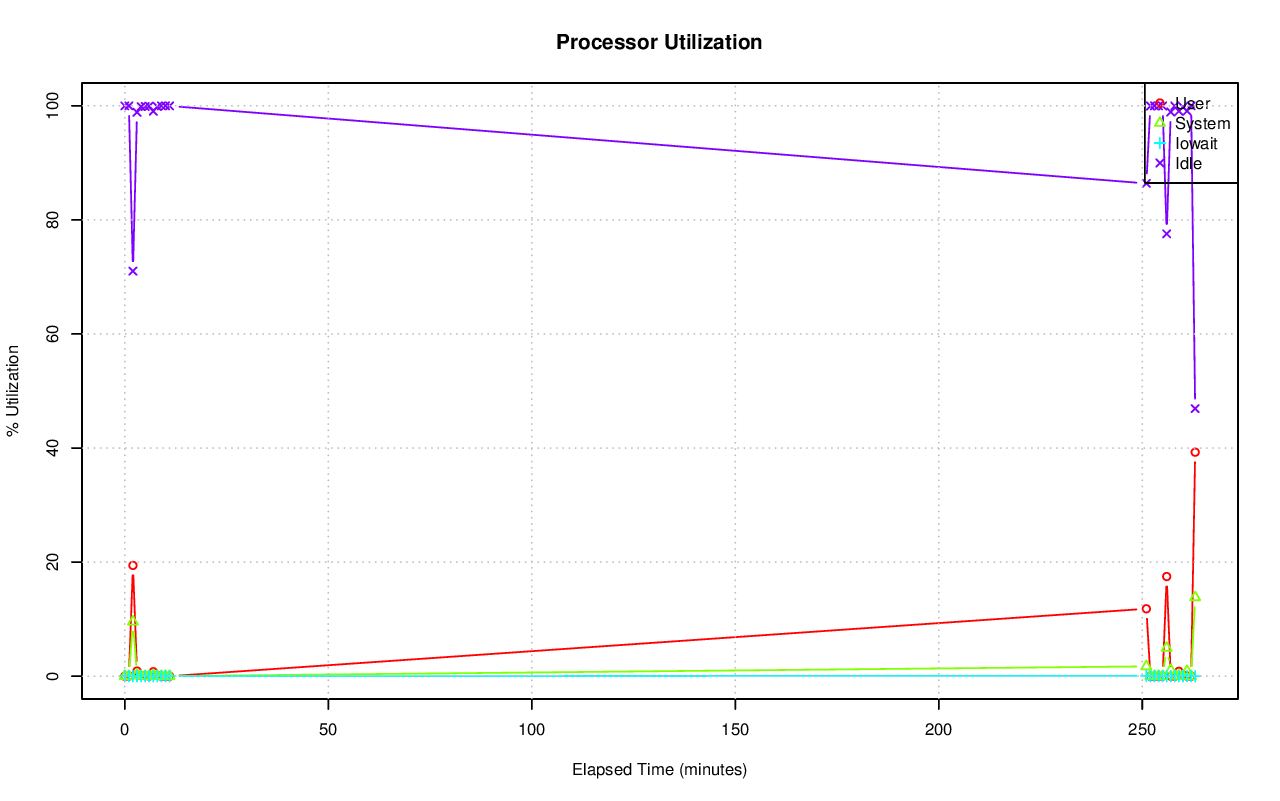 Processor Utilization
% Utilization
100
80
60
40
20
0
User
System
Iowait
Idle
0 50 100 150 200 250
Elapsed Time (minutes)